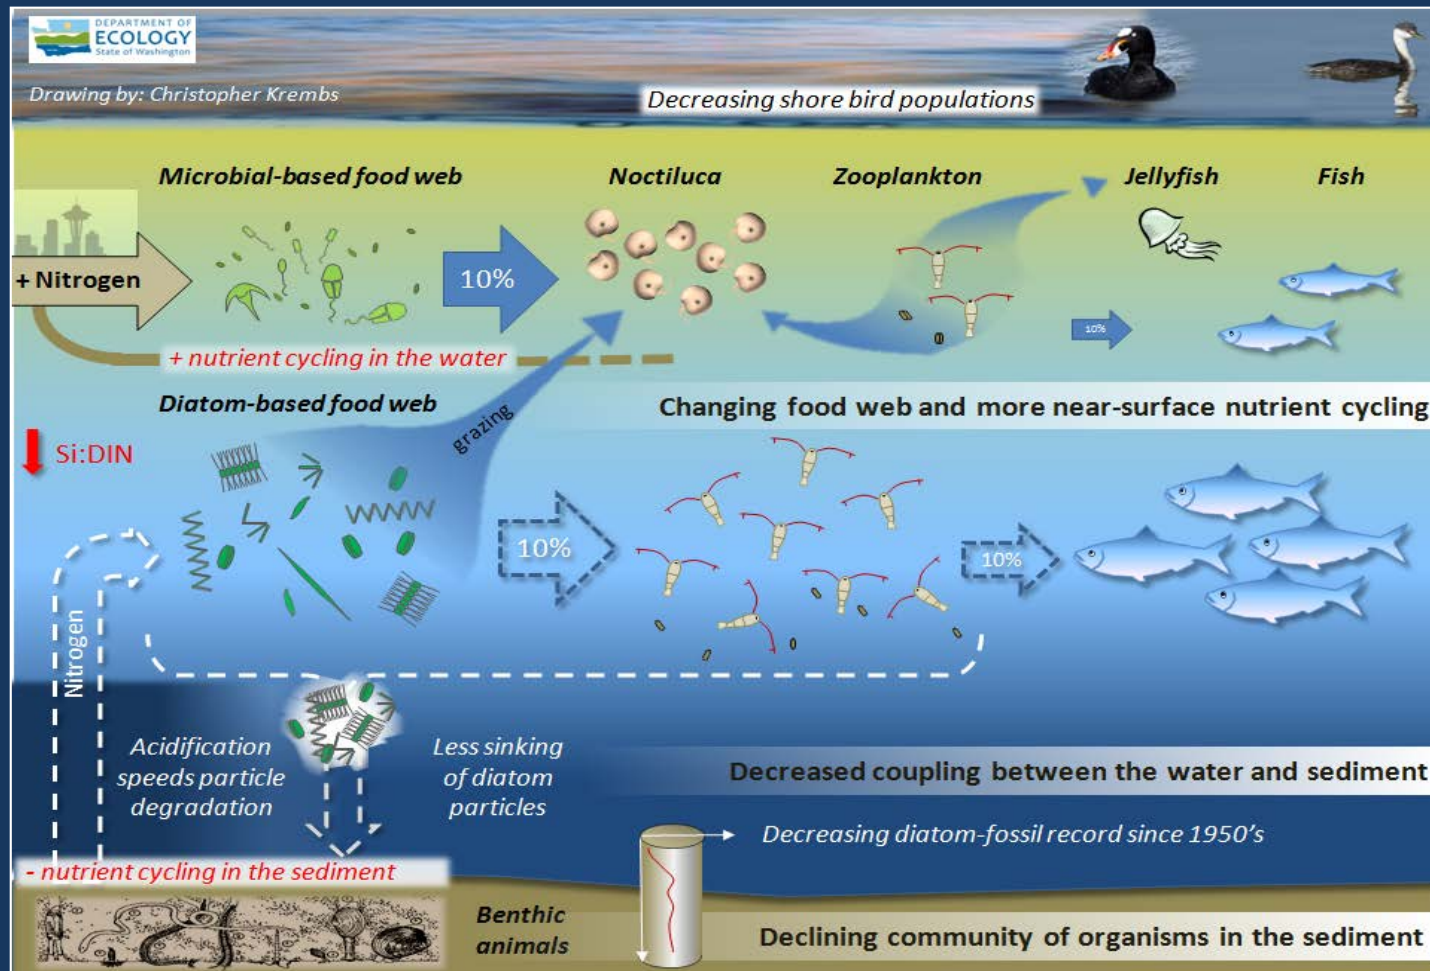 DEPARTMENT OF
ECOLOGY
State of Washington
Drawing by: Christopher Krembs
Decreasing shore bird populations
Microbial-based food web
Noctiluca
Zooplankton
Jellyfish
Fish
+ Nitrogen
10%
10%
+ nutrient cycling in the water
Diatom-based food web
grazing
Changing food web and more near-surface nutrient cycling
Si:DIN
10%
10%
Nitrogen
Acidification
speeds particle
degradation
Less sinking
of diatom
particles
Decreased coupling between the water and sediment
Decreasing diatom-fossil record since 1950's
- nutrient cycling in the sediment
Benthic
animals
Declining community of organisms in the sediment